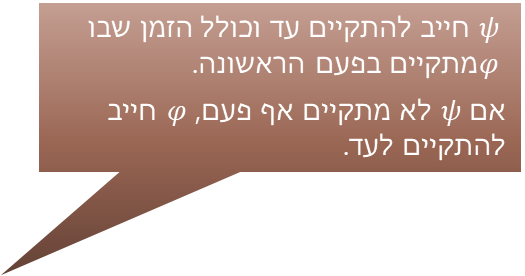 𝜓 חייב להתקיים עד וכולל הזמן שבו
𝜑מתקיים בפעם הראשונה.
אם 𝜓 לא מתקיים אף פעם, 𝜑 חייב
להתקיים לעד.